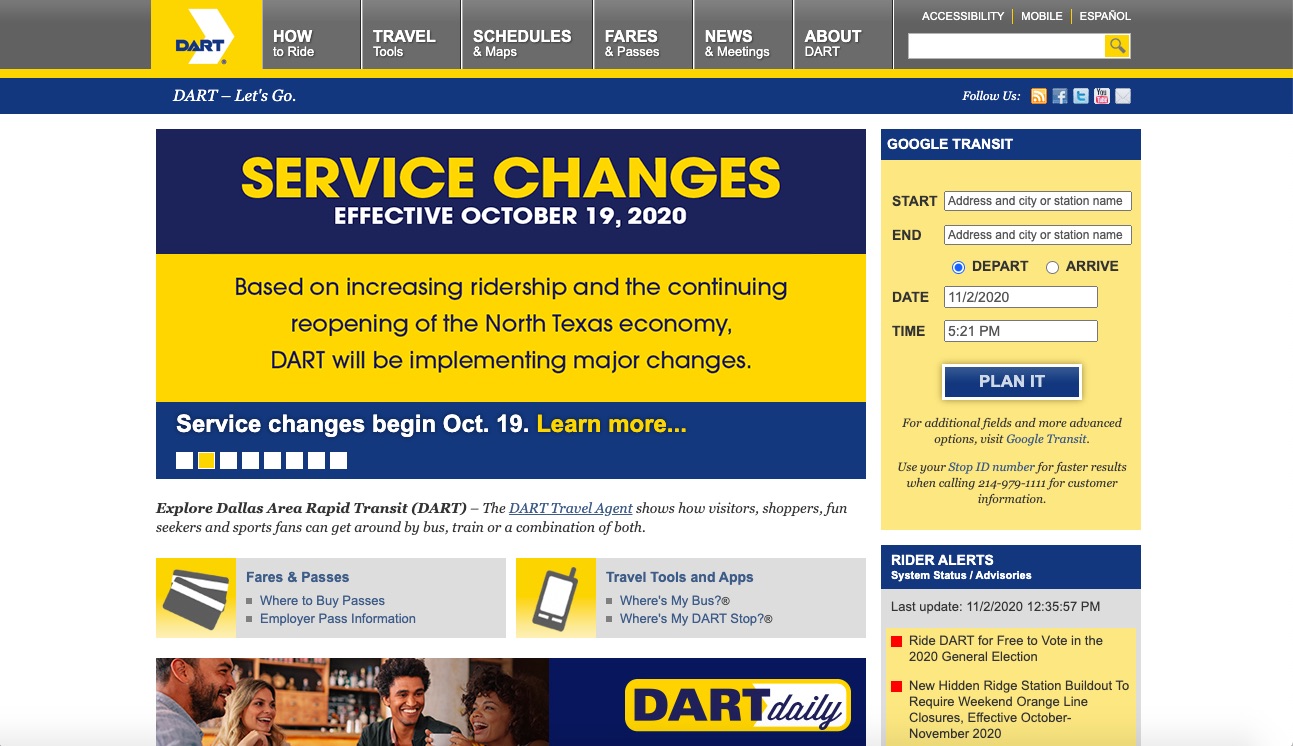 DART
HOW
to Ride
TRAVEL
Tools
SCHEDULES
& Maps
FARES
& Passes
NEWS
& Meetings
ABOUT
DART
ACCESSIBILITY
MOBILE
ESPAÑOL
DART – Let's Go.
Follow Us:
You
Tube
SERVICE CHANGES
EFFECTIVE OCTOBER 19, 2020
Based on increasing ridership and the continuing
reopening of the North Texas economy,
DART will be implementing major changes.
Service changes begin Oct. 19. Learn more...
Explore Dallas Area Rapid Transit (DART) – The DART Travel Agent shows how visitors, shoppers, fun
seekers and sports fans can get around by bus, train or a combination of both.
Fares & Passes
Where to Buy Passes
Employer Pass Information
Travel Tools and Apps
Where's My Bus?®
Where's My DART Stop?®
DART daily
GOOGLE TRANSIT
START Address and city or station name
END Address and city or station name
DEPART ARRIVE
DATE 11/2/2020
TIME 5:21 PM
PLAN IT
For additional fields and more advanced
options, visit Google Transit.
Use your Stop ID number for faster results
when calling 214-979-1111 for customer
information.
RIDER ALERTS
System Status / Advisories
Last update: 11/2/2020 12:35:57 PM
Ride DART for Free to Vote in the
2020 General Election
New Hidden Ridge Station Buildout To
Require Weekend Orange Line
Closures, Effective October-
November 2020